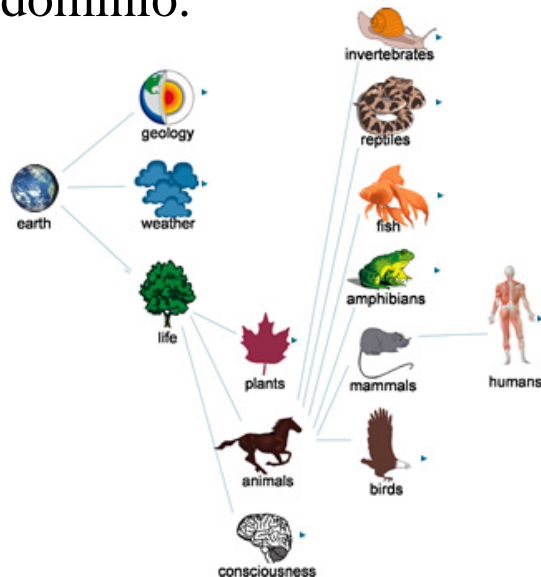 dominio.
invertebrates
geology
reptiles
earth
weather
fish
life
amphibians
plants
mammals
humans
animals
birds
consciousness